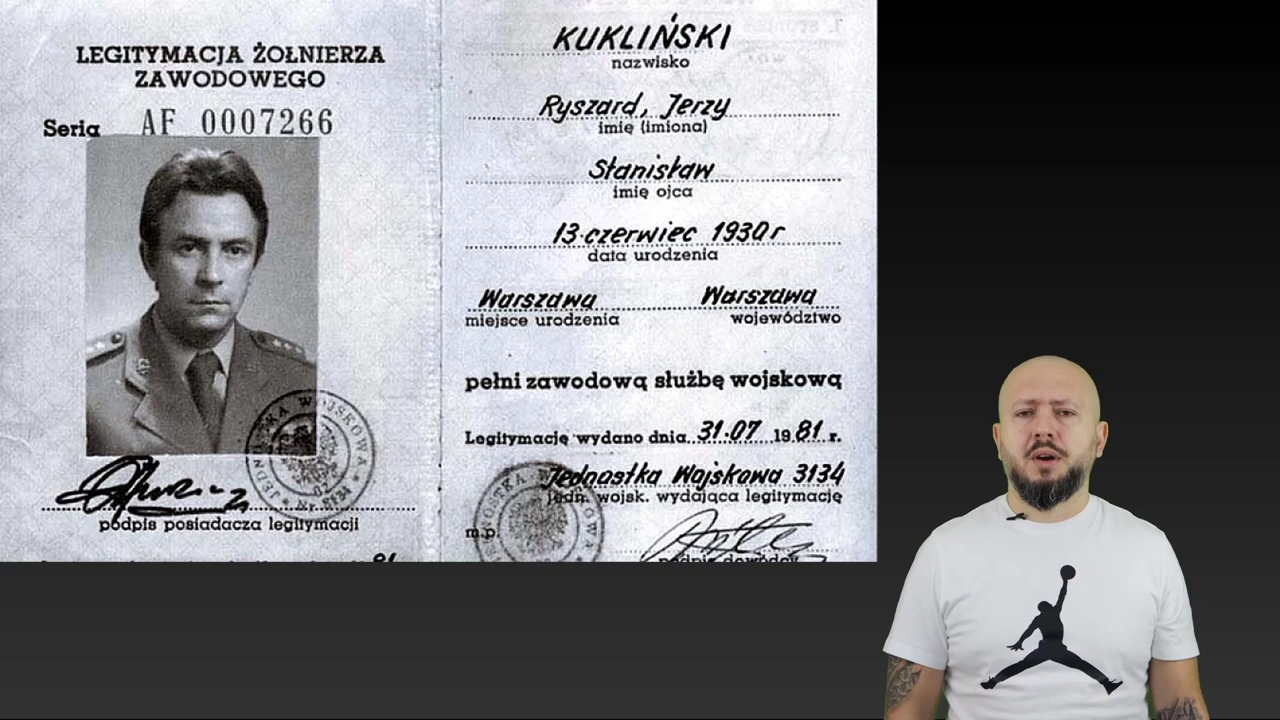 LEGITYMACJA ŻOŁNIERZA
ZAWODOWEGO
Seria AF 0007266
podpis posiadacza legitymacji
KUKLIŃSKI
nazwisko
Ryszard, Jerzy
imię (imiona)
Stanisław
imię ojca
13 czerwiec 1930 r
data urodzenia
Warszawa Warszawa
miejsce urodzenia województwo
pełni zawodową służbę wojskową
Legitymację wydano dnia 31·07 1981 r.
Jednostka Wojskowa 3134
jedn. wojsk. wydająca legitymację
m.p.
podpis dowódcy